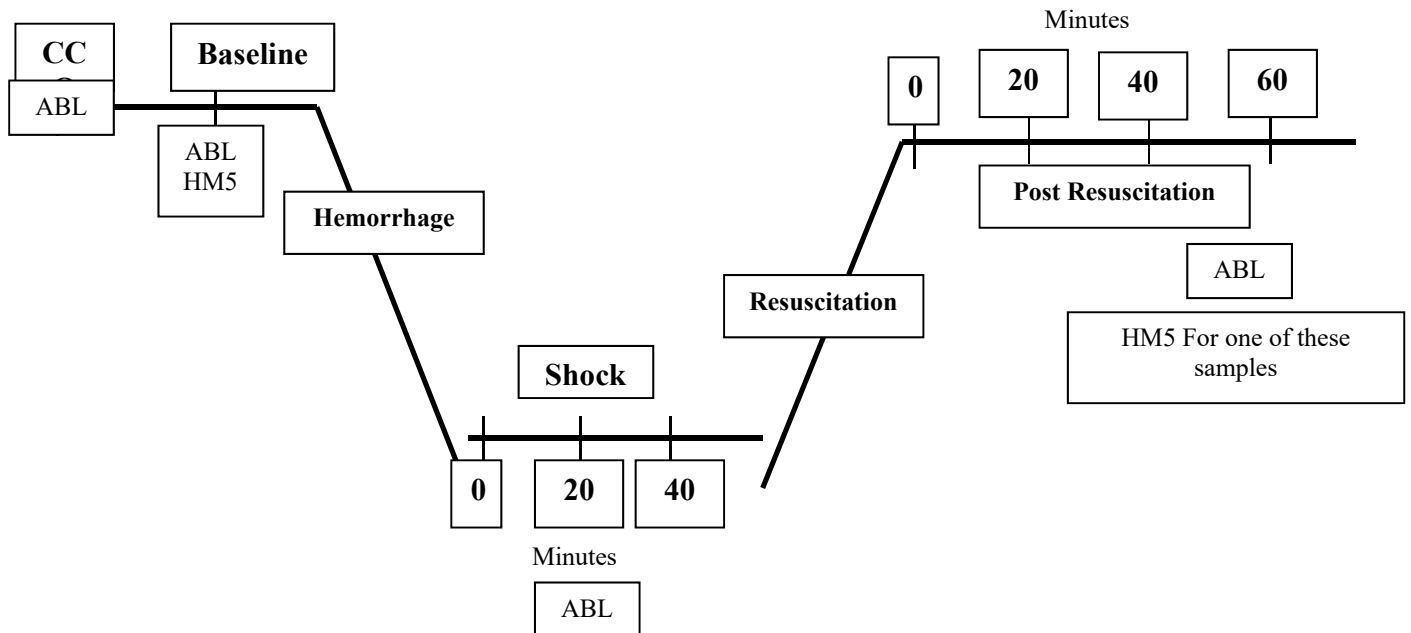 CC
ABL
Baseline
ABL
HM5
Hemorrhage
Shock
0
20
40
Minutes
ABL
Resuscitation
Minutes
0
20
40
60
Post Resuscitation
ABL
HM5 For one of these
samples